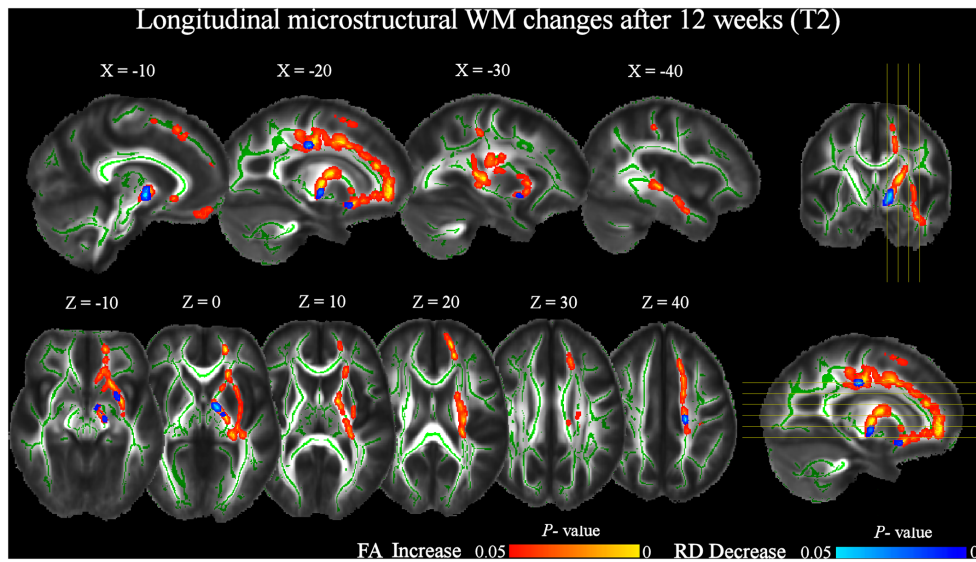 Longitudinal microstructural WM changes after 12 weeks (T2)
X = -10 X = -20 X = -30 X = -40
Z = -10 Z = 0 Z = 10 Z = 20 Z = 30 Z = 40
P- value P- value
FA Increase 0.05 0 RD Decrease 0.05 0